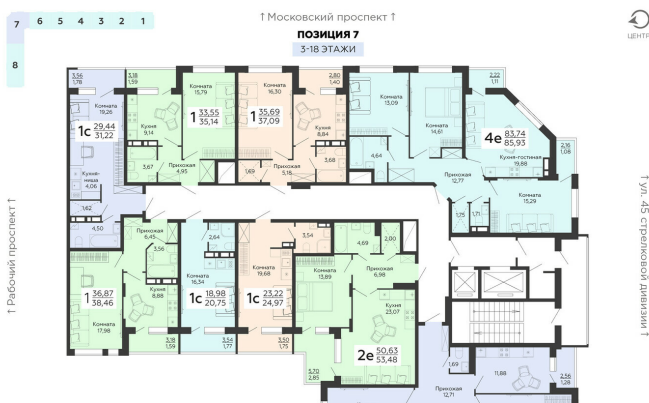 ↑ Московский проспект ↑
7 6 5 4 3 2 1
8
ПОЗИЦИЯ 7
3-18 ЭТАЖИ
ЦЕНТР
↑ Рабочий проспект ↑
↑ ул. 45 стрелковой дивизии ↑
3,56
1,78
Комната
19,26
1с 29,44
31,22
Кухня-
ниша
4,06
1,62
4,50
3,18
1,59
Комната
15,79
Кухня
9,14
1 33,55
35,14
3,67
Прихожая
4,95
Комната
16,30
2,80
1,40
1 35,69
37,09
Кухня
8,84
1,69
Прихожая
5,18
3,68
Комната
13,09
Комната
14,61
2,22
1,11
4е 83,74
85,93
2,16
1,08
Кухня-гостиная
19,88
4,64
Прихожая
12,77
1,75
1,71
Комната
15,29
Прихожая
6,45
3,56
1 36,87
38,46
Кухня
8,88
Комната
17,98
3,18
1,59
2,64
Комната
16,34
1с 18,98
20,75
3,54
1,77
3,54
Комната
19,68
1с 23,22
24,97
3,50
1,75
4,69
2,00
Комната
13,89
Прихожая
6,98
Кухня
23,07
2е 50,63
53,48
5,70
2,85
1,69
Прихожая
12,71
11,88
2,56
1,28